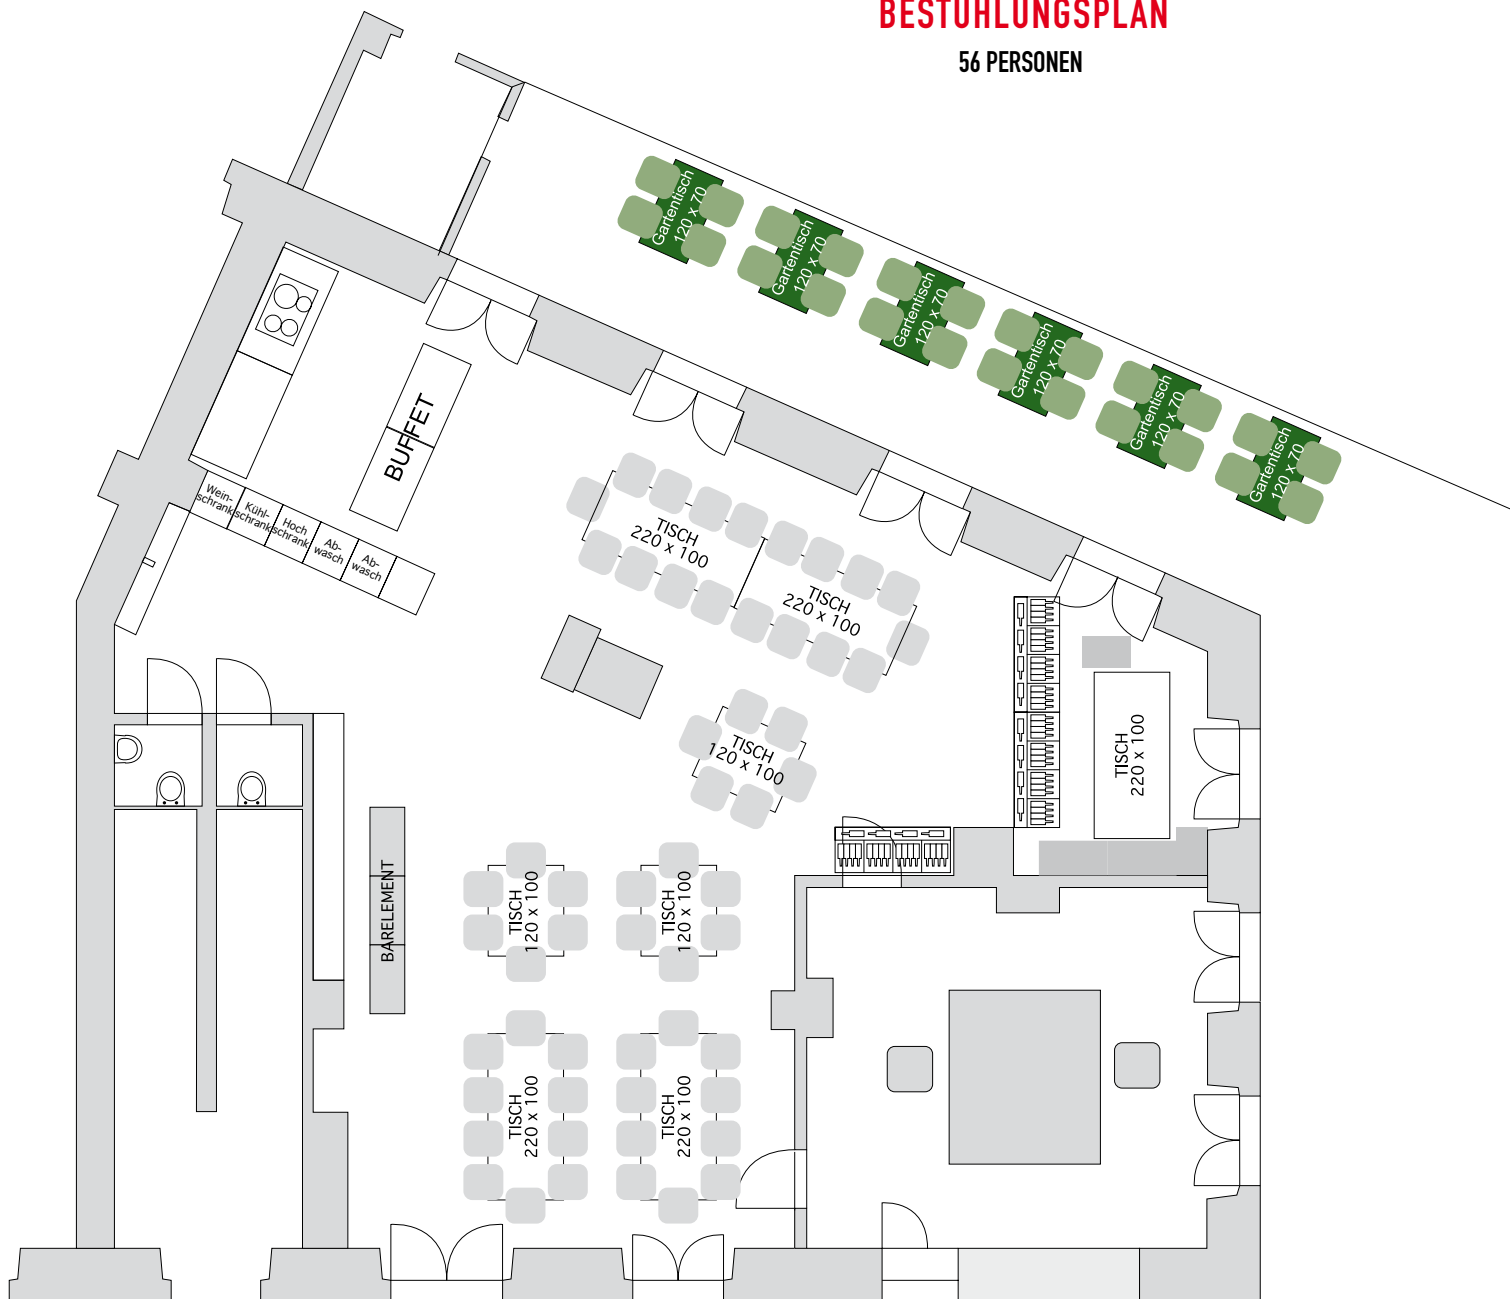 BESTUHLUNGSPLAN
56 PERSONEN
Gartentisch
120 x 70
Gartentisch
120 x 70
Gartentisch
120 x 70
Gartentisch
120 x 70
Gartentisch
120 x 70
Gartentisch
120 x 70
BUFFET
Wein-
schrank
Kühl-
schrank
Hoch
schrank
Ab-
wasch
Ab-
wasch
TISCH
220 x 100
TISCH
220 x 100
TISCH
120 x 100
TISCH
220 x 100
BARELEMENT
TISCH
120 x 100
TISCH
120 x 100
TISCH
220 x 100
TISCH
220 x 100